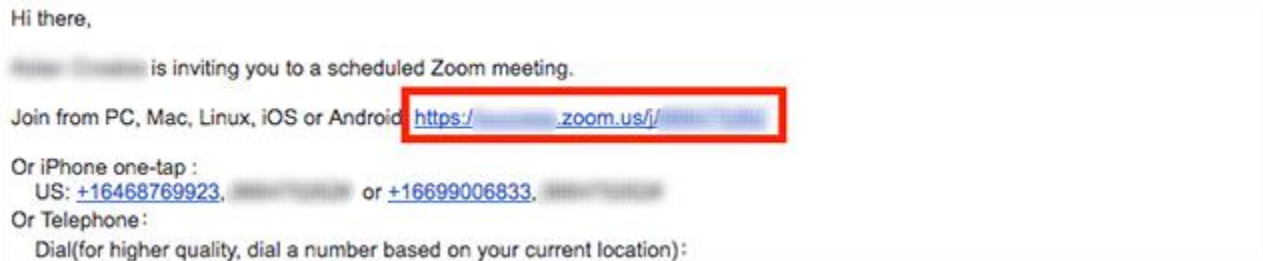 Hi there,
is inviting you to a scheduled Zoom meeting.
Join from PC, Mac, Linux, iOS or Android: https:/ .zoom.us/j/
Or iPhone one-tap :
US: +16468769923, or +16699006833,
Or Telephone:
Dial(for higher quality, dial a number based on your current location):